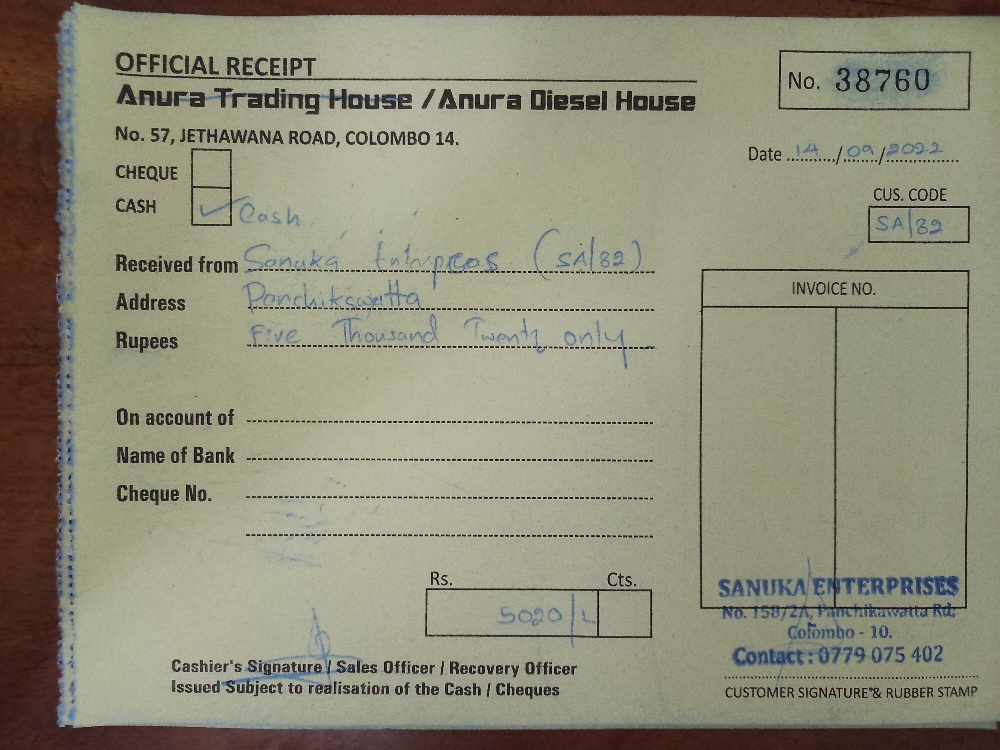 OFFICIAL RECEIPT
Anura Trading House / Anura Diesel House
No. 57, JETHAWANA ROAD, COLOMBO 14.
No. 38760
Date 14/09/2022
CHEQUE
CASH Cash
CUS. CODE
SA/82
Received from Sanuka (SA/82)
Address Panchikawatta
Rupees Five Thousand Twenty only
INVOICE NO.
On account of
Name of Bank
Cheque No.
Rs. Cts.
5020/
SANUKA ENTERPRISES
No. 158/2A, Panchikawatta Rd,
Colombo - 10.
Contact : 0779 075 402
Cashier's Signature / Sales Officer / Recovery Officer
Issued Subject to realisation of the Cash / Cheques
CUSTOMER SIGNATURE & RUBBER STAMP